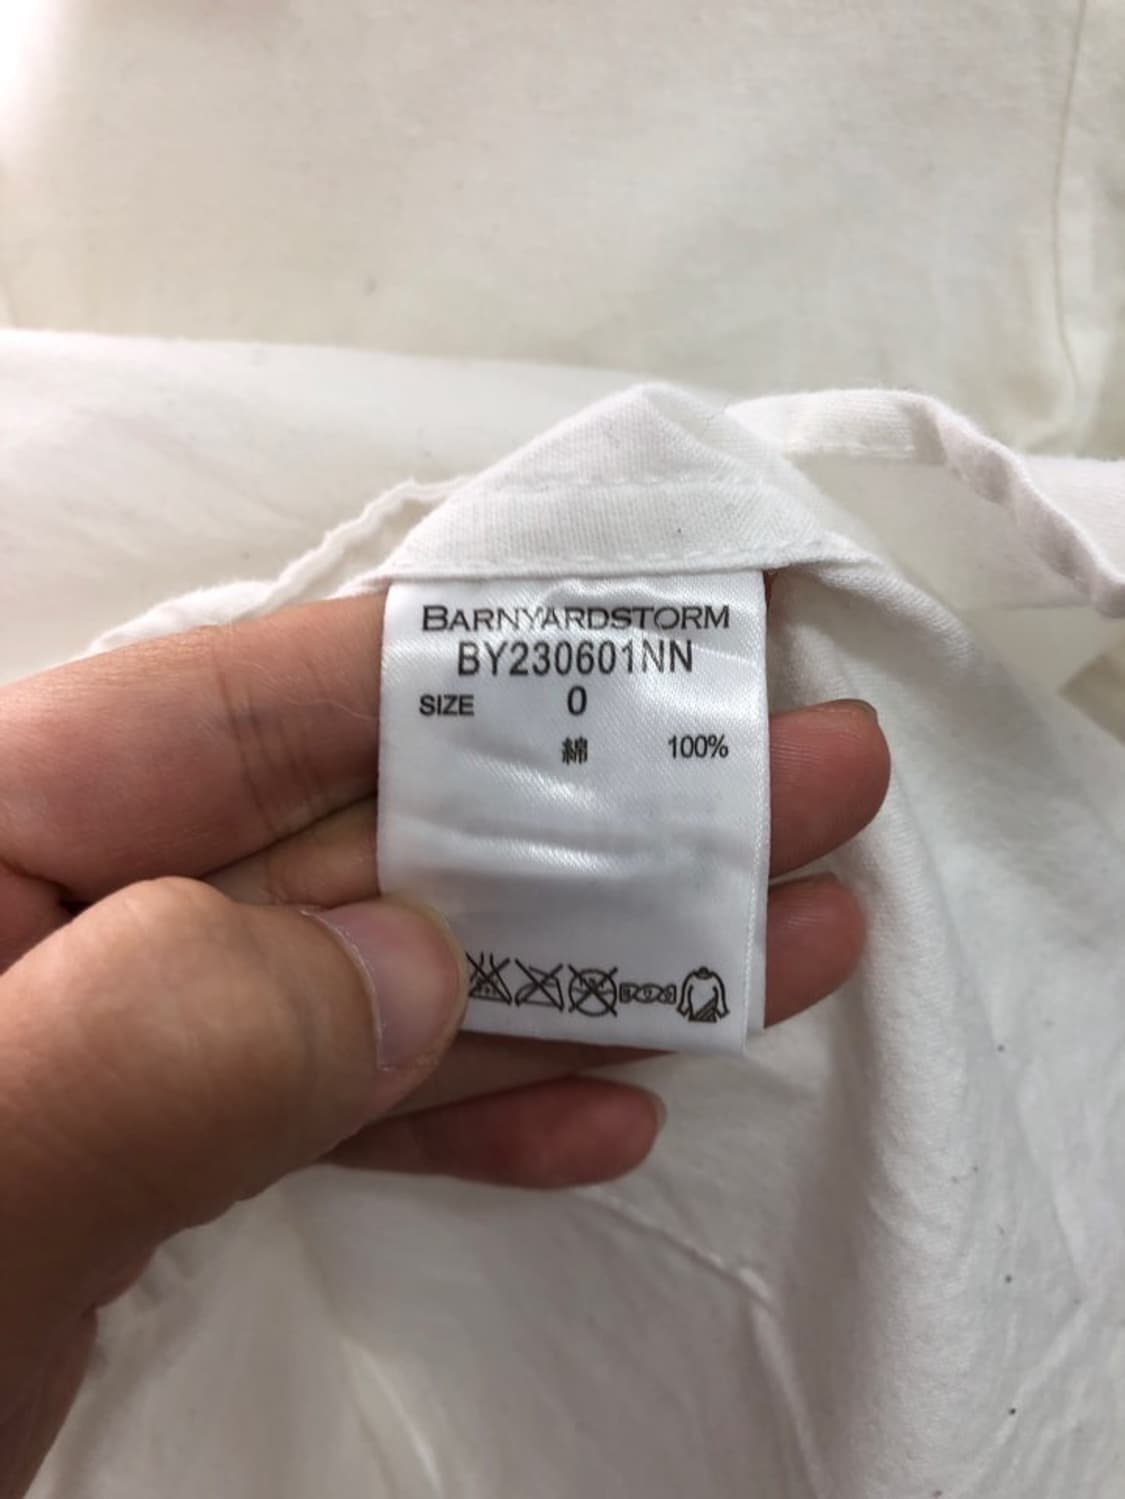 BARNYARDSTORM
BY230601NN
SIZE 0
綿 100%